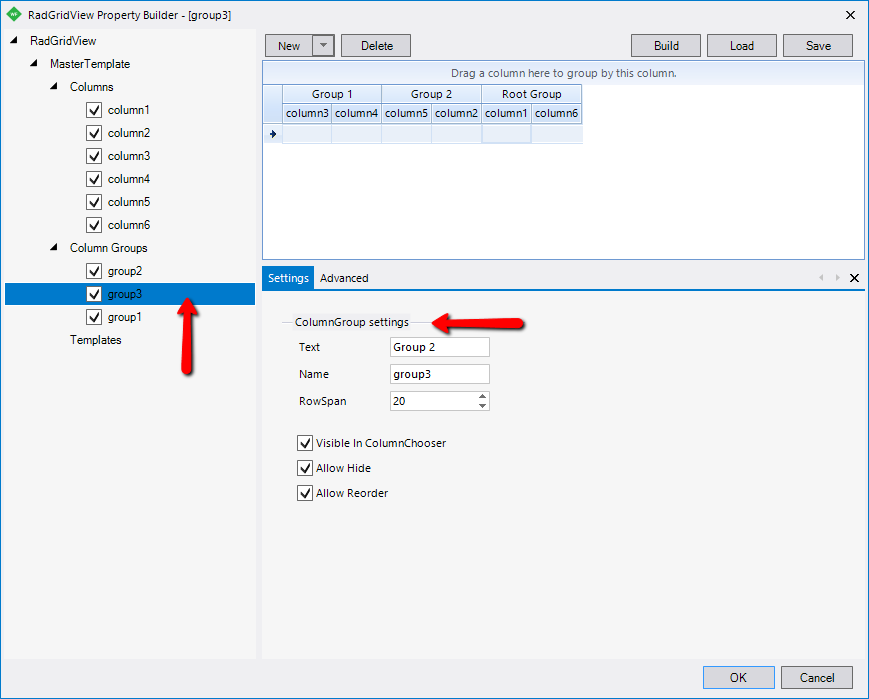 RadGridView Property Builder - [group3]
RadGridView
MasterTemplate
Columns
column1
column2
column3
column4
column5
column6
Column Groups
group2
group3
group1
Templates
New Delete Build Load Save
Drag a column here to group by this column.
Group 1 Group 2 Root Group
column3 column4 column5 column2 column1 column6
Settings Advanced
ColumnGroup settings
Text Group 2
Name group3
RowSpan 20
Visible In ColumnChooser
Allow Hide
Allow Reorder
OK Cancel